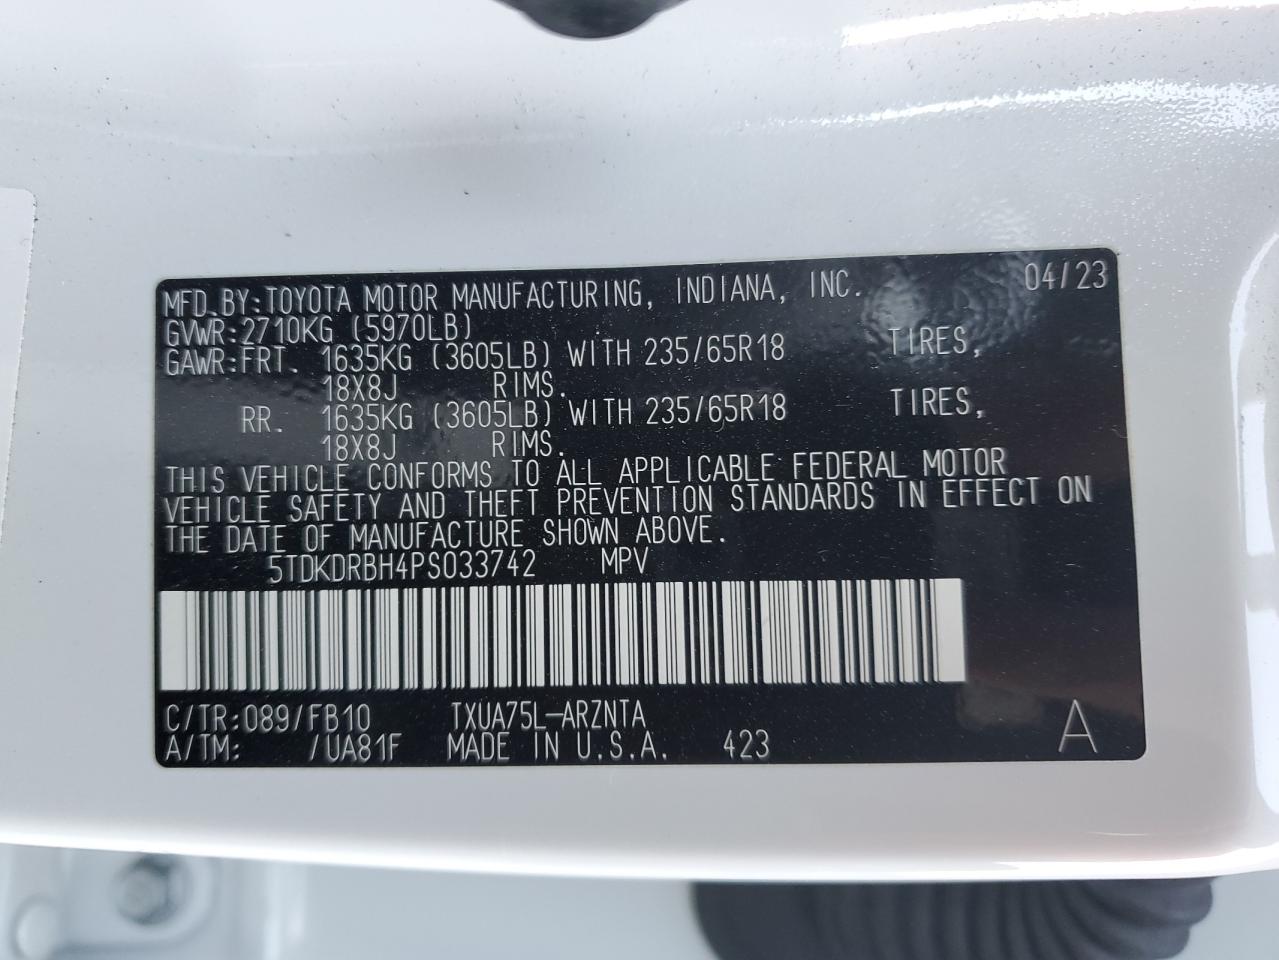 MFD.BY:TOYOTA MOTOR MANUFACTURING, INDIANA, INC. 04/23
GVWR:2710KG (5970LB)
GAWR:FRT. 1635KG (3605LB) WITH 235/65R18 TIRES,
18X8J RIMS.
RR. 1635KG (3605LB) WITH 235/65R18 TIRES,
18X8J RIMS.
THIS VEHICLE CONFORMS TO ALL APPLICABLE FEDERAL MOTOR
VEHICLE SAFETY AND THEFT PREVENTION STANDARDS IN EFFECT ON
THE DATE OF MANUFACTURE SHOWN ABOVE.
5TDKDRBH4PS033742 MPV
C/TR:089/FB10 TXUA75L-ARZNTA
A/TM: /UA81F MADE IN U.S.A. 423 A